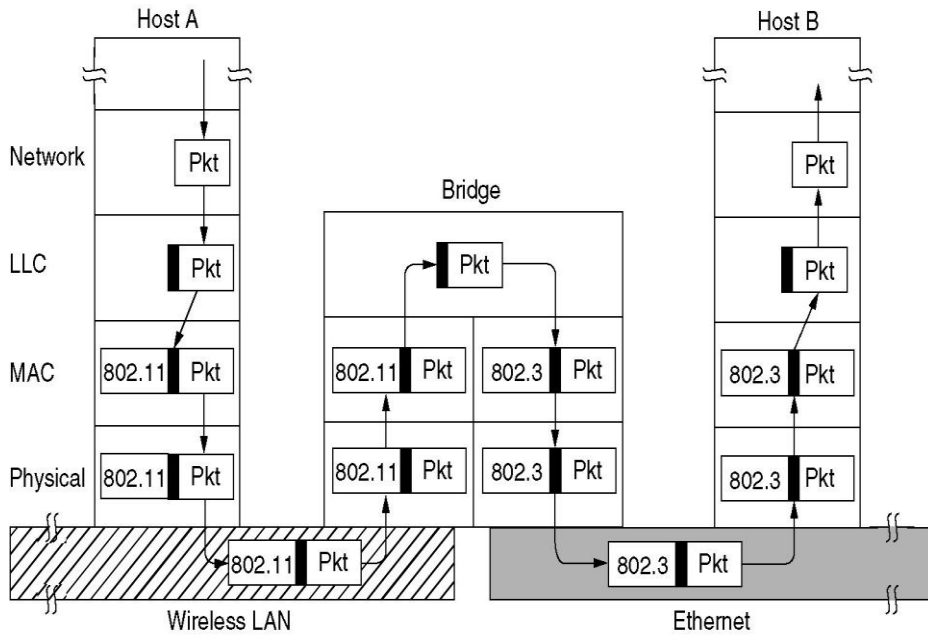 Host A
Host B
Network
Pkt
Pkt
Bridge
LLC
Pkt
Pkt
Pkt
MAC
802.11 Pkt
802.11 Pkt
802.3 Pkt
802.3 Pkt
Physical
802.11 Pkt
802.11 Pkt
802.3 Pkt
802.3 Pkt
802.11 Pkt
802.3 Pkt
Wireless LAN
Ethernet